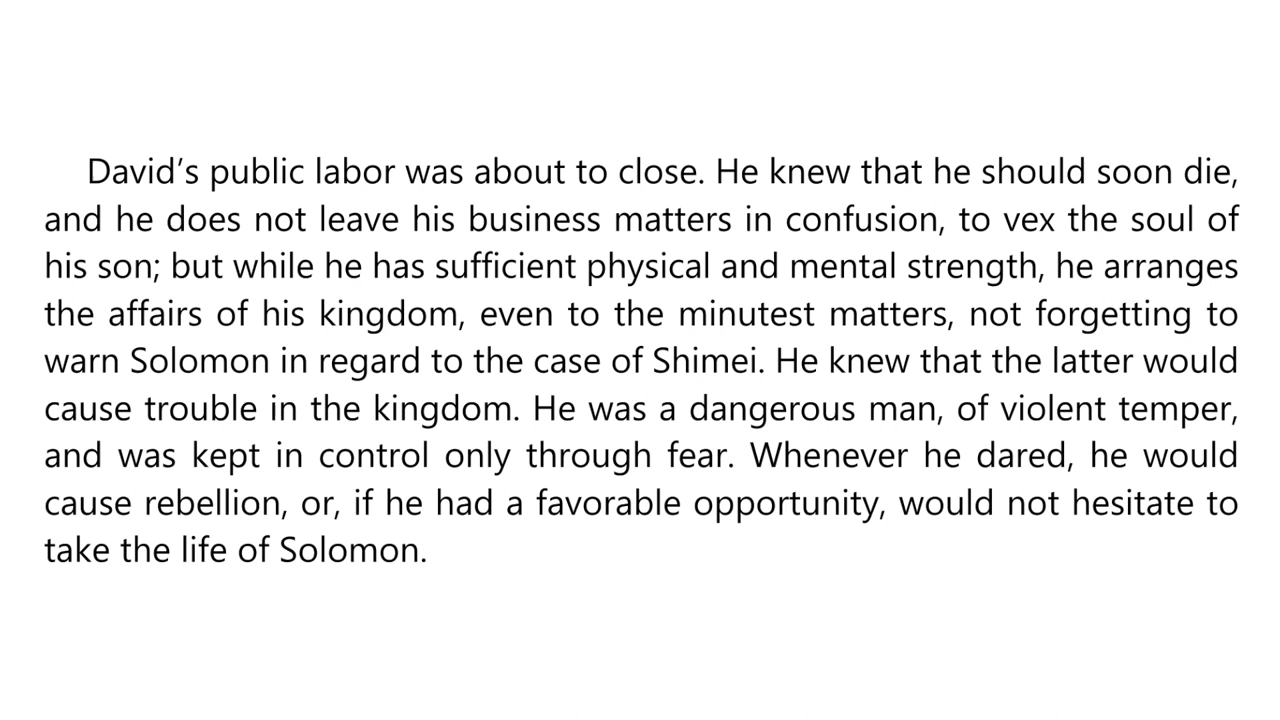 David’s public labor was about to close. He knew that he should soon die,
and he does not leave his business matters in confusion, to vex the soul of
his son; but while he has sufficient physical and mental strength, he arranges
the affairs of his kingdom, even to the minutest matters, not forgetting to
warn Solomon in regard to the case of Shimei. He knew that the latter would
cause trouble in the kingdom. He was a dangerous man, of violent temper,
and was kept in control only through fear. Whenever he dared, he would
cause rebellion, or, if he had a favorable opportunity, would not hesitate to
take the life of Solomon.